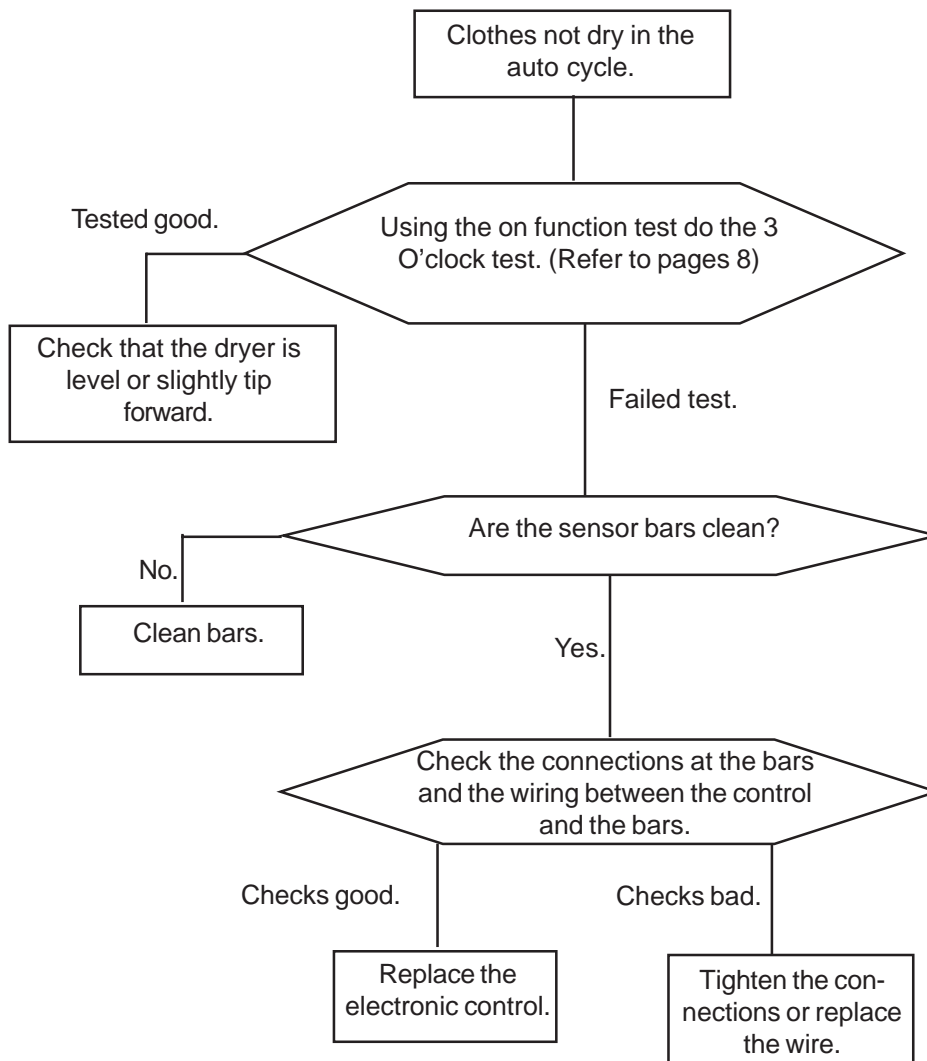 Clothes not dry in the
auto cycle.
Tested good.
Using the on function test do the 3
O’clock test. (Refer to pages 8)
Check that the dryer is
level or slightly tip
forward.
Failed test.
Are the sensor bars clean?
No.
Clean bars.
Yes.
Check the connections at the bars
and the wiring between the control
and the bars.
Checks good.
Checks bad.
Replace the
electronic control.
Tighten the con-
nections or replace
the wire.